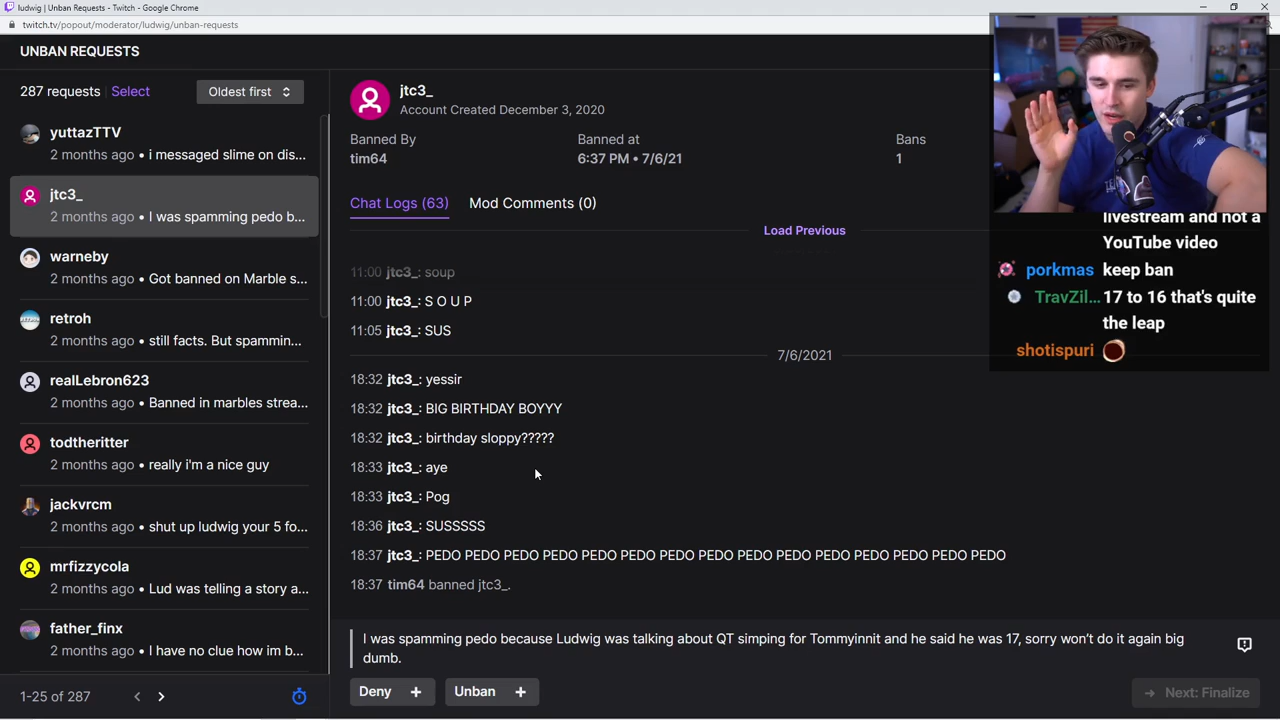 ludwig | Unban Requests - Twitch - Google Chrome
twitch.tv/popout/moderator/ludwig/unban-requests
UNBAN REQUESTS
287 requests Select Oldest first
yuttazTTV
2 months ago • i messaged slime on dis...
jtc3_
2 months ago • I was spamming pedo b...
warneby
2 months ago • Got banned on Marble s...
retroh
2 months ago • still facts. But spammin...
realLebron623
2 months ago • Banned in marbles strea...
todtheritter
2 months ago • really i'm a nice guy
jackvrcm
2 months ago • shut up ludwig your 5 fo...
mrfizzycola
2 months ago • Lud was telling a story a...
father_finx
2 months ago • I have no clue how im b...
1-25 of 287
jtc3_
Account Created December 3, 2020
Banned By Banned at Bans
tim64 6:37 PM • 7/6/21 1
Chat Logs (63) Mod Comments (0)
Load Previous
11:00 jtc3_: soup
11:00 jtc3_: S O U P
11:05 jtc3_: SUS
7/6/2021
18:32 jtc3_: yessir
18:32 jtc3_: BIG BIRTHDAY BOYYY
18:32 jtc3_: birthday sloppy?????
18:33 jtc3_: aye
18:33 jtc3_: Pog
18:36 jtc3_: SUSSSSS
18:37 jtc3_: PEDO PEDO PEDO PEDO PEDO PEDO PEDO PEDO PEDO PEDO PEDO PEDO PEDO PEDO PEDO
18:37 tim64 banned jtc3_.
I was spamming pedo because Ludwig was talking about QT simping for Tommyinnit and he said he was 17, sorry won't do it again big
dumb.
Deny + Unban + Next: Finalize
livestream and not a
YouTube video
porkmas keep ban
TravZil... 17 to 16 that's quite
the leap
shotispuri